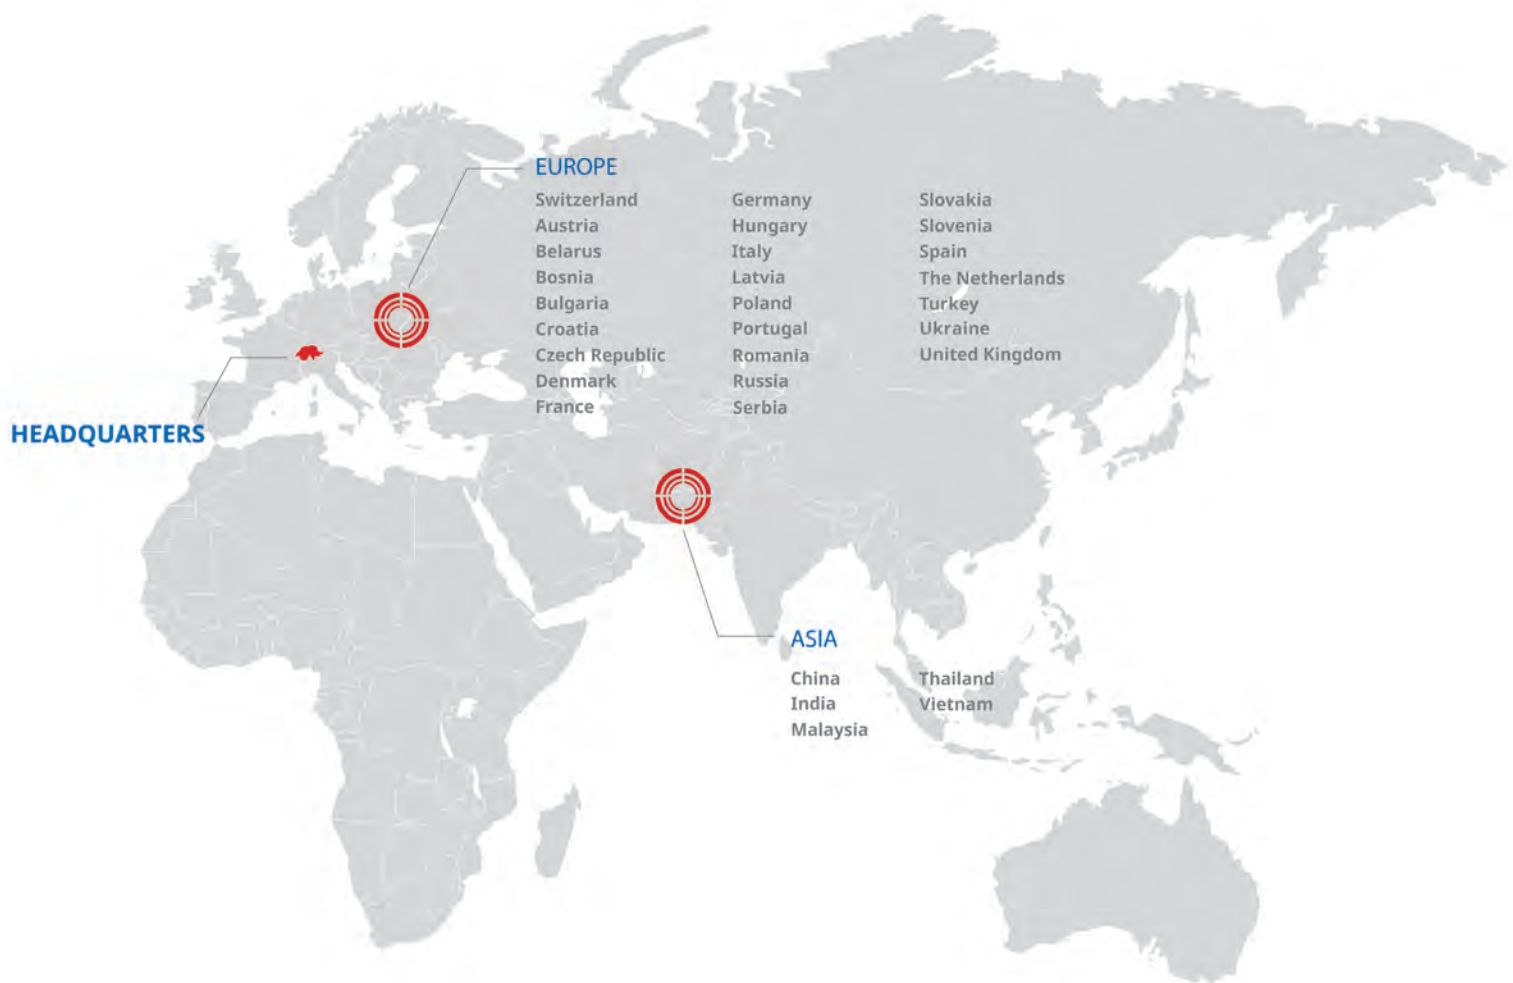 EUROPE
Switzerland
Austria
Belarus
Bosnia
Bulgaria
Croatia
Czech Republic
Denmark
France
Germany
Hungary
Italy
Latvia
Poland
Portugal
Romania
Russia
Serbia
Slovakia
Slovenia
Spain
The Netherlands
Turkey
Ukraine
United Kingdom
HEADQUARTERS
ASIA
China
India
Malaysia
Thailand
Vietnam